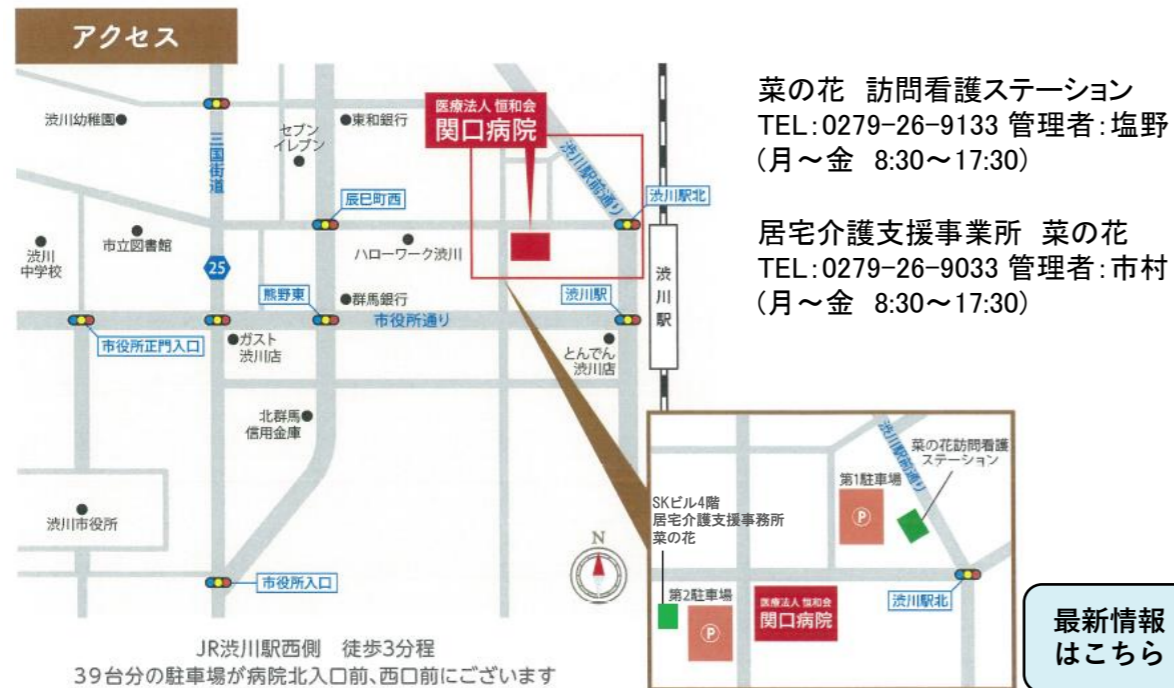 アクセス
渋川幼稚園
三国街道
セブン
イレブン
東和銀行
医療法人 恒和会
関口病院
渋川駅前通り
辰巳町西
渋川駅北
渋川
中学校
市立図書館
25
ハローワーク渋川
渋川駅
熊野東
群馬銀行
渋川駅
市役所通り
市役所正門入口
ガスト
渋川店
とんでん
渋川店
北群馬
信用金庫
渋川市役所
市役所入口
N
JR渋川駅西側 徒歩3分程
39台分の駐車場が病院北入口前、西口前にございます
菜の花 訪問看護ステーション
TEL:0279-26-9133 管理者:塩野
(月～金 8:30～17:30)
居宅介護支援事業所 菜の花
TEL:0279-26-9033 管理者:市村
(月～金 8:30～17:30)
渋川駅前通り
菜の花訪問看護
ステーション
第1駐車場
P
SKビル4階
居宅介護支援事務所
菜の花
第2駐車場
P
医療法人 恒和会
関口病院
渋川駅北
最新情報
はこちら